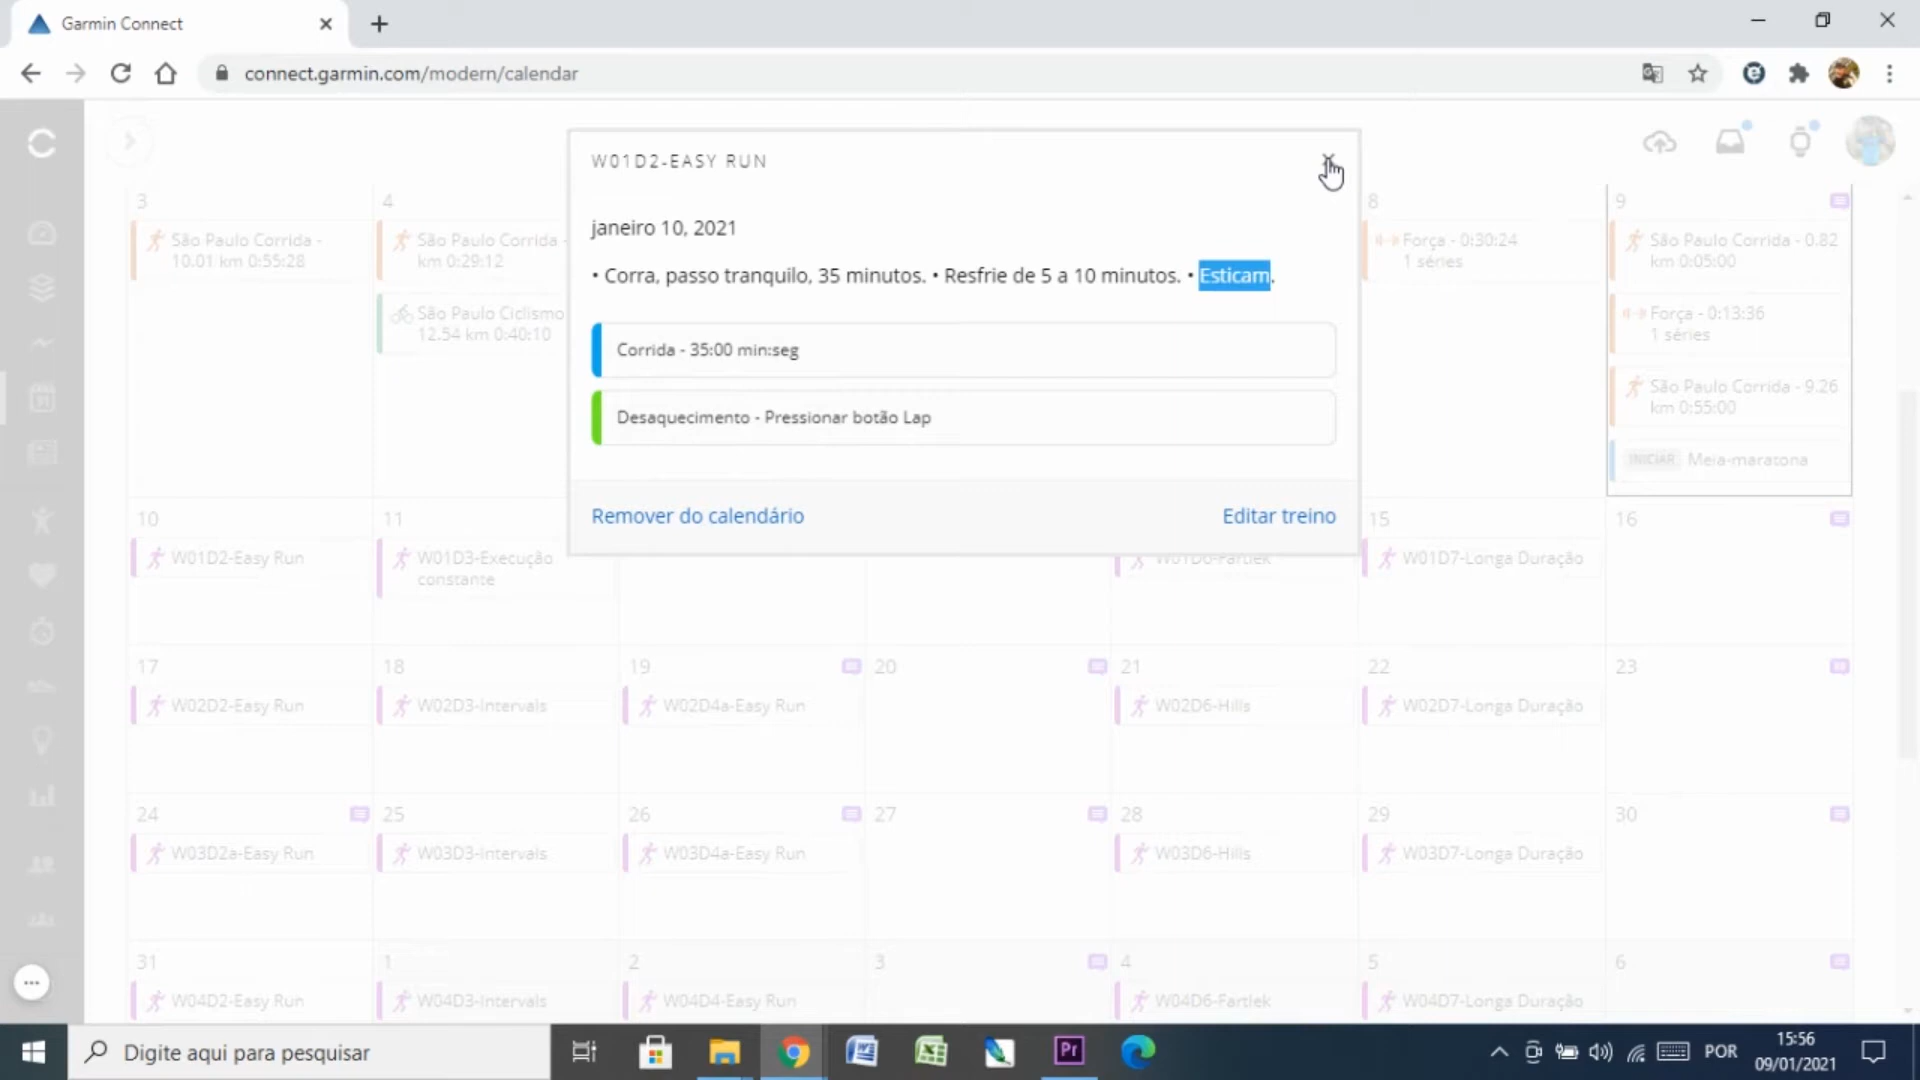 Garmin Connect
connect.garmin.com/modern/calendar
W01D2-EASY RUN
janeiro 10, 2021
• Corra, passo tranquilo, 35 minutos. • Resfrie de 5 a 10 minutos. • Esticam.
Corrida - 35:00 min:seg
Desaquecimento - Pressionar botão Lap
Remover do calendário
Editar treino
3
São Paulo Corrida -
10.01 km 0:55:28
4
São Paulo Corrida -
km 0:29:12
São Paulo Ciclismo
12.54 km 0:40:10
8
Força - 0:30:24
1 séries
9
São Paulo Corrida - 0.82
km 0:05:00
Força - 0:13:36
1 séries
São Paulo Corrida - 9.26
km 0:55:00
INICIAR Meia-maratona
10
W01D2-Easy Run
11
W01D3-Execução
constante
W01D6-Fartlek
15
W01D7-Longa Duração
16
17
W02D2-Easy Run
18
W02D3-Intervals
19
W02D4a-Easy Run
20
21
W02D6-Hills
22
W02D7-Longa Duração
23
24
W03D2a-Easy Run
25
W03D3-Intervals
26
W03D4a-Easy Run
27
28
W03D6-Hills
29
W03D7-Longa Duração
30
31
W04D2-Easy Run
1
W04D3-Intervals
2
W04D4-Easy Run
3
4
W04D6-Fartlek
5
W04D7-Longa Duração
6
Digite aqui para pesquisar
Pr
POR
15:56
09/01/2021